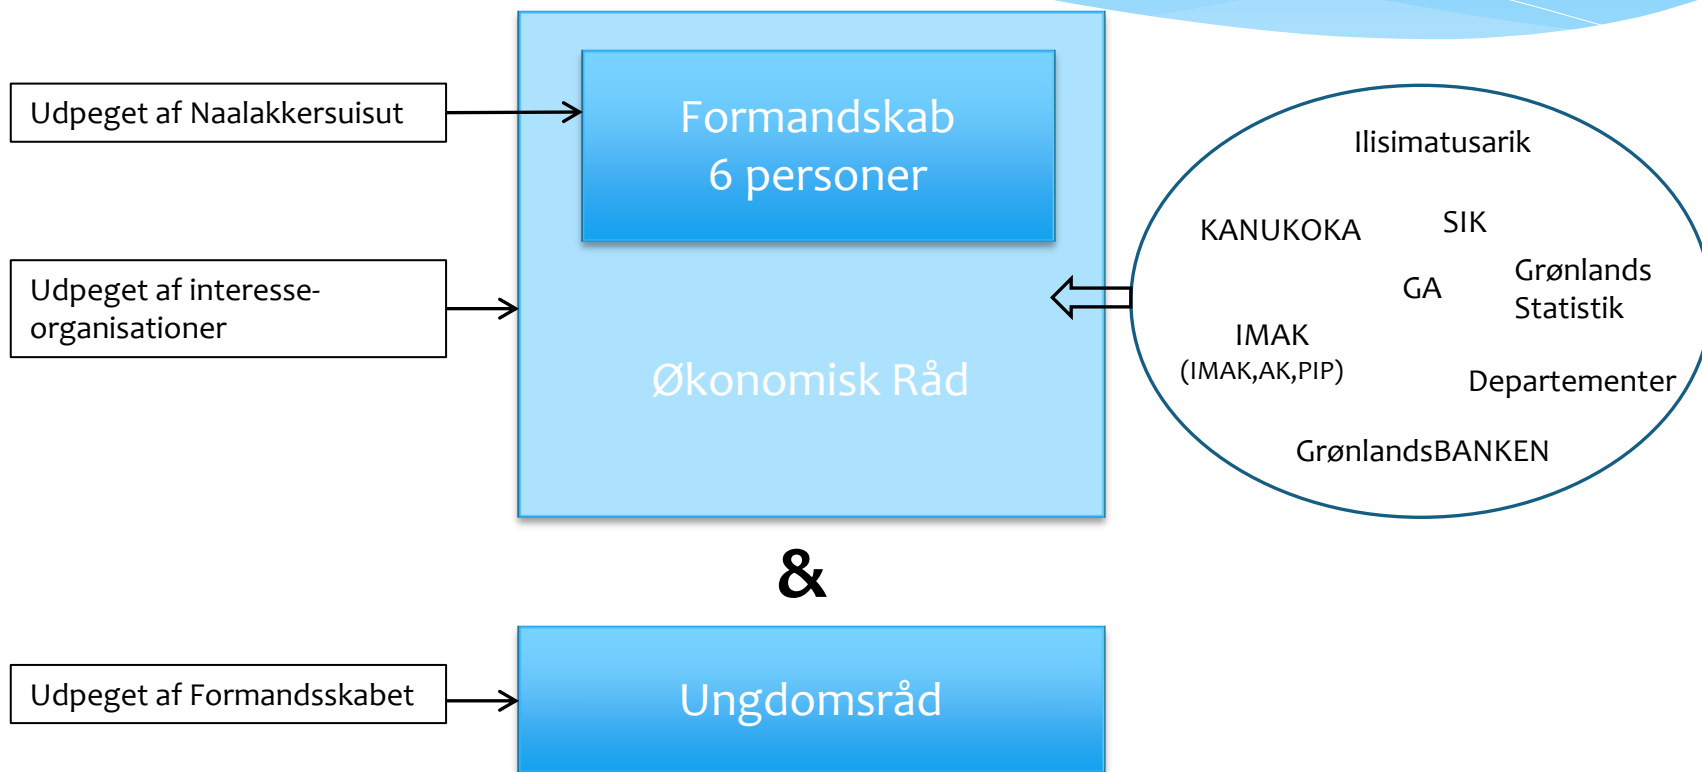 Udpeget af Naalakkersuisut
Formandskab
6 personer
Udpeget af interesse-
organisationer
Økonomisk Råd
Ilisimatusarik
KANUKOKA
SIK
GA
Grønlands
Statistik
IMAK
(IMAK,AK,PIP)
Departementer
GrønlandsBANKEN
&
Udpeget af Formandsskabet
Ungdomsråd